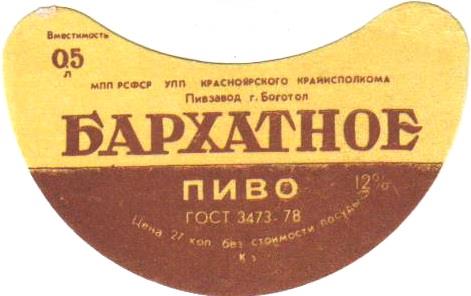 Вместимость
0,5
л
МПП РСФСР УПП КРАСНОЯРСКОГО КРАЙИСПОЛКОМА
Пивзавод г. Боготол
БАРХАТНОЕ
ПИВО
12%
ГОСТ 3473-78
Цена 27 коп. без стоимости посуды